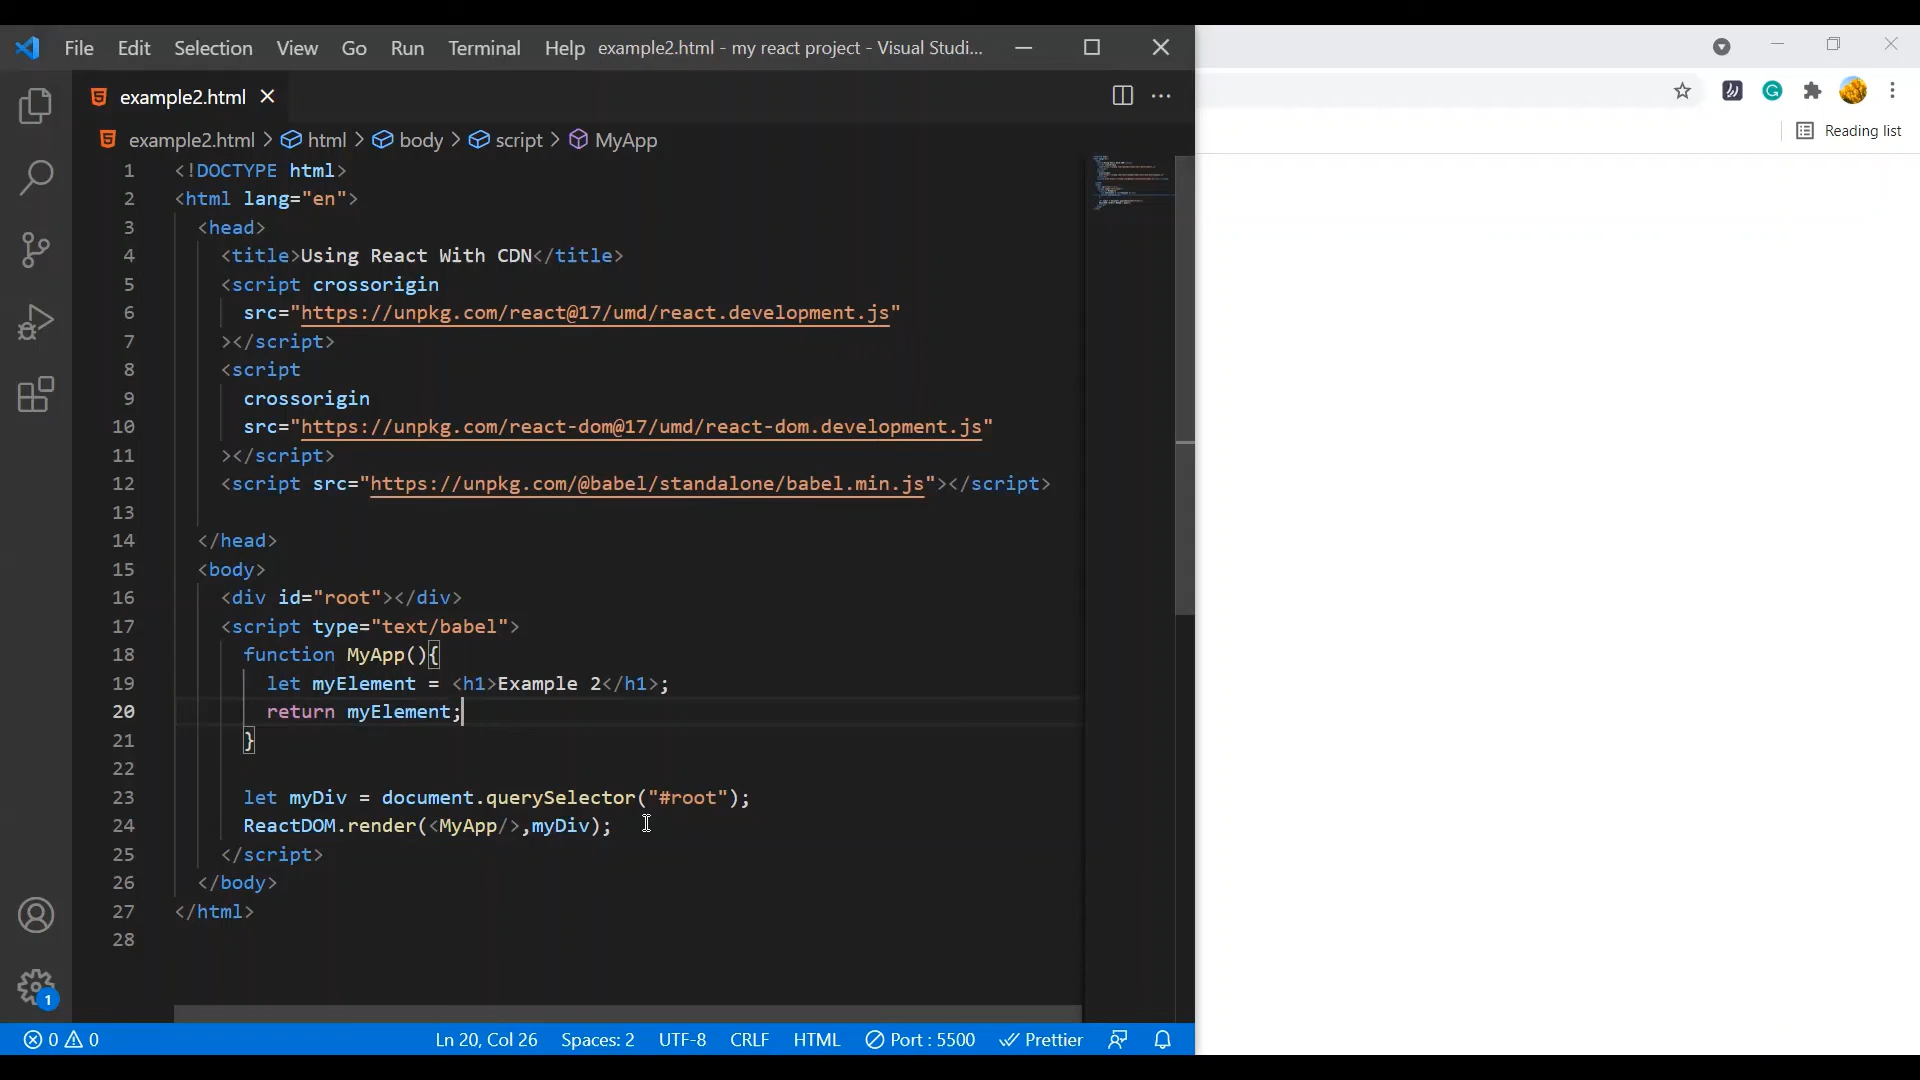 File Edit Selection View Go Run Terminal Help example2.html - my react project - Visual Studi...
example2.html
Reading list
example2.html > html > body > script > MyApp
1 <!DOCTYPE html>
2 <html lang="en">
3 <head>
4 <title>Using React With CDN</title>
5 <script crossorigin
6 src="https://unpkg.com/react@17/umd/react.development.js"
7 ></script>
8 <script
9 crossorigin
10 src="https://unpkg.com/react-dom@17/umd/react-dom.development.js"
11 ></script>
12 <script src="https://unpkg.com/@babel/standalone/babel.min.js"></script>
13
14 </head>
15 <body>
16 <div id="root"></div>
17 <script type="text/babel">
18 function MyApp(){
19 let myElement = <h1>Example 2</h1>;
20 return myElement;
21 }
22
23 let myDiv = document.querySelector("#root");
24 ReactDOM.render(<MyApp/>,myDiv);
25 </script>
26 </body>
27 </html>
28
1
0 0 Ln 20, Col 26 Spaces: 2 UTF-8 CRLF HTML Port : 5500 Prettier